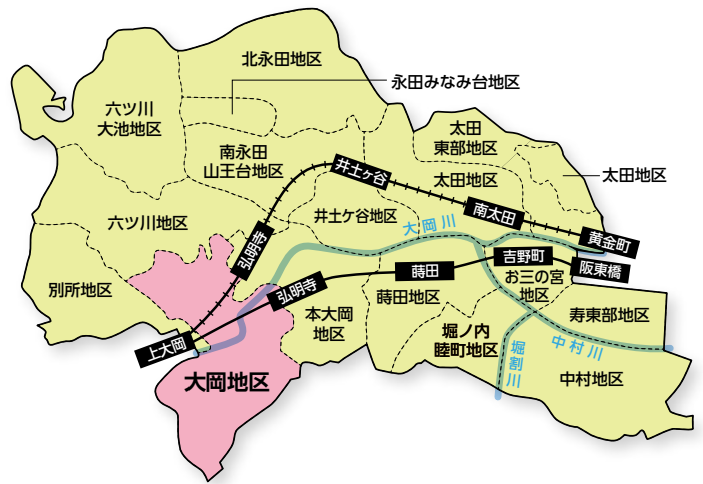 北永田地区
永田みなみ台地区
六ツ川
大池地区
太田
東部地区
南永田
山王台地区
井土ヶ谷
太田地区
太田地区
六ツ川地区
井土ケ谷地区
大岡川
南太田
黄金町
弘明寺
吉野町
阪東橋
別所地区
弘明寺
蒔田
お三の宮
地区
本大岡
地区
蒔田地区
寿東部地区
上大岡
堀ノ内
睦町地区
堀割川
中村川
大岡地区
中村地区